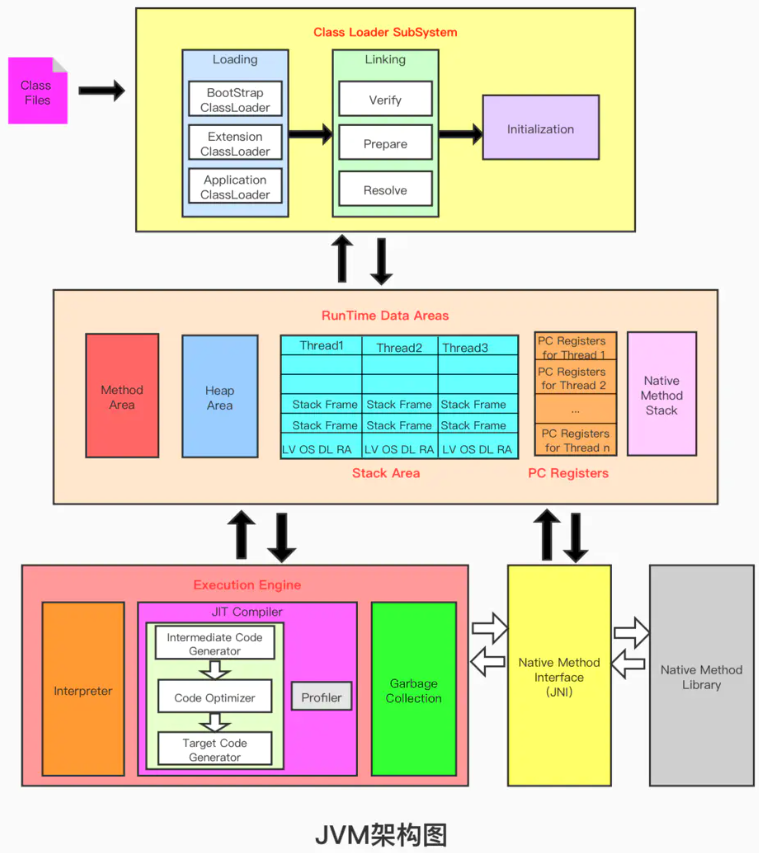 Class Loader SubSystem
Class
Files
Loading
BootStrap
ClassLoader
Extension
ClassLoader
Application
ClassLoader
Linking
Verify
Prepare
Resolve
Initialization
RunTime Data Areas
Method
Area
Heap
Area
Thread1 Thread2 Thread3
Stack Frame Stack Frame Stack Frame
Stack Frame Stack Frame Stack Frame
LV OS DL RA LV OS DL RA LV OS DL RA
Stack Area
PC Registers
for Thread 1
PC Registers
for Thread 2
...
PC Registers
for Thread n
PC Registers
Native
Method
Stack
Execution Engine
Interpreter
JIT Compiler
Intermediate Code
Generator
Code Optimizer
Target Code
Generator
Profiler
Garbage
Collection
Native Method
Interface
(JNI)
Native Method
Library
JVM架构图